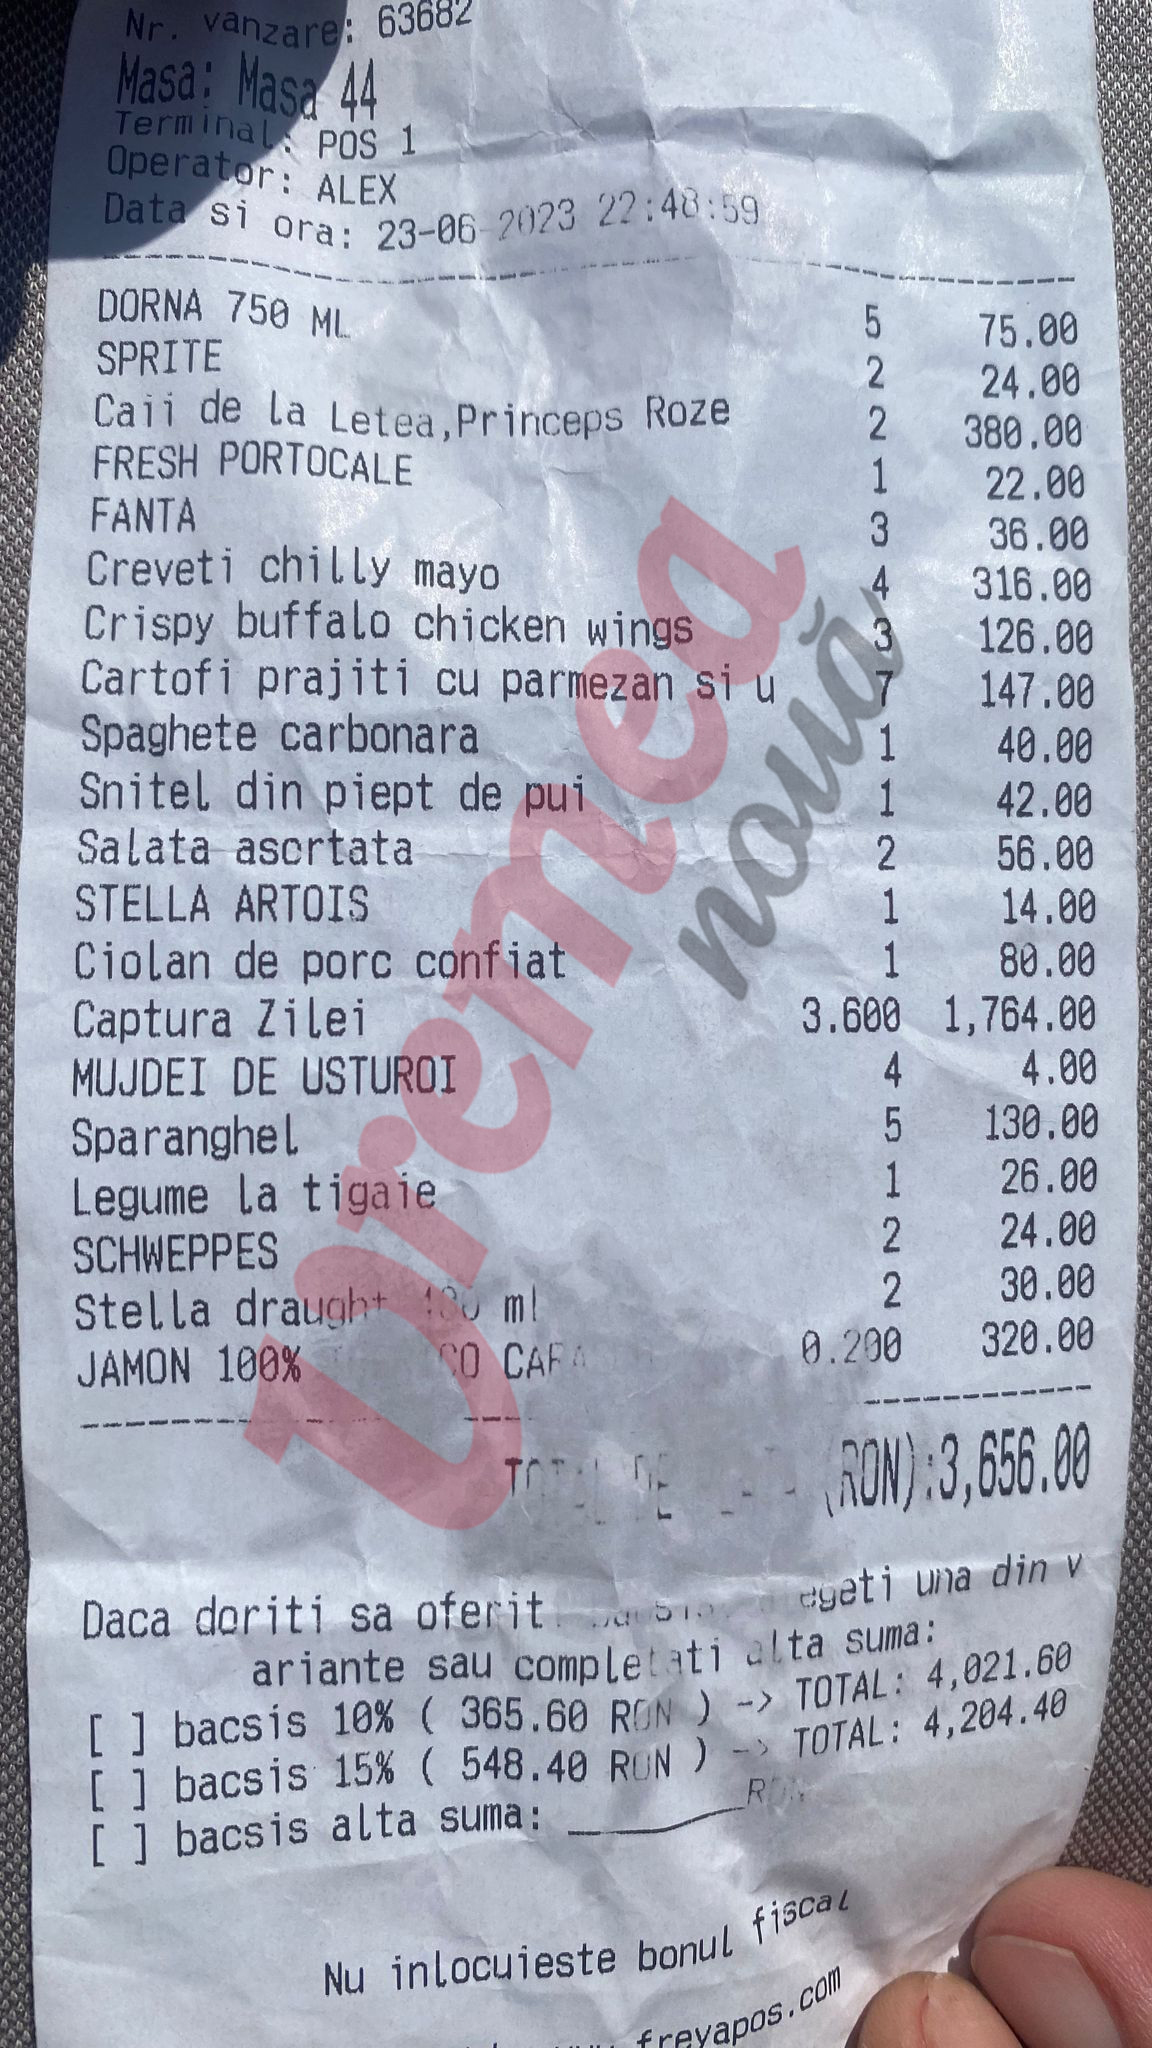 Nr. vanzare: 63682
Masa: Masa 44
Terminal: POS 1
Operator: ALEX
Data si ora: 23-06-2023 22:48:59
DORNA 750 ML 5 75.00
SPRITE 2 24.00
Caii de la Letea,Princeps Roze 2 380.00
FRESH PORTOCALE 1 22.00
FANTA 3 36.00
Creveti chilly mayo 4 316.00
Crispy buffalo chicken wings 3 126.00
Cartofi prajiti cu parmezan si u 7 147.00
Spaghete carbonara 1 40.00
Snitel din piept de pui 1 42.00
Salata asortata 2 56.00
STELLA ARTOIS 1 14.00
Ciolan de porc confiat 1 80.00
Captura Zilei 3.600 1,764.00
MUJDEI DE USTUROI 4 4.00
Sparanghel 5 130.00
Legume la tigaie 1 26.00
SCHWEPPES 2 24.00
Stella draught ml 2 30.00
JAMON 100% 0.200 320.00
TOTAL DE (RON):3,656.00
Daca doriti sa oferiti una din v
ariante sau completati alta suma:
[ ] bacsis 10% ( 365.60 RON ) -> TOTAL: 4,021.60
[ ] bacsis 15% ( 548.40 RON ) -> TOTAL: 4,204.40
[ ] bacsis alta suma: ________RON
Nu inlocuieste bonul fiscal
freyapos.com
Vremea
nouă